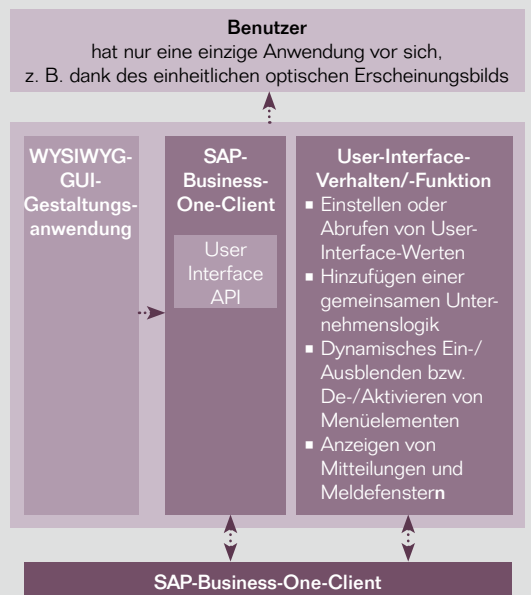 Benutzer
hat nur eine einzige Anwendung vor sich,
z. B. dank des einheitlichen optischen Erscheinungsbilds
WYSIWYG-
GUI-
Gestaltungs-
anwendung
SAP-
Business-
One-Client
User
Interface
API
User-Interface-
Verhalten/-Funktion
▪ Einstellen oder
Abrufen von User-
Interface-Werten
▪ Hinzufügen einer
gemeinsamen Unter-
nehmenslogik
▪ Dynamisches Ein-/
Ausblenden bzw.
De-/Aktivieren von
Menüelementen
▪ Anzeigen von
Mitteilungen und
Meldefenstern
SAP-Business-One-Client